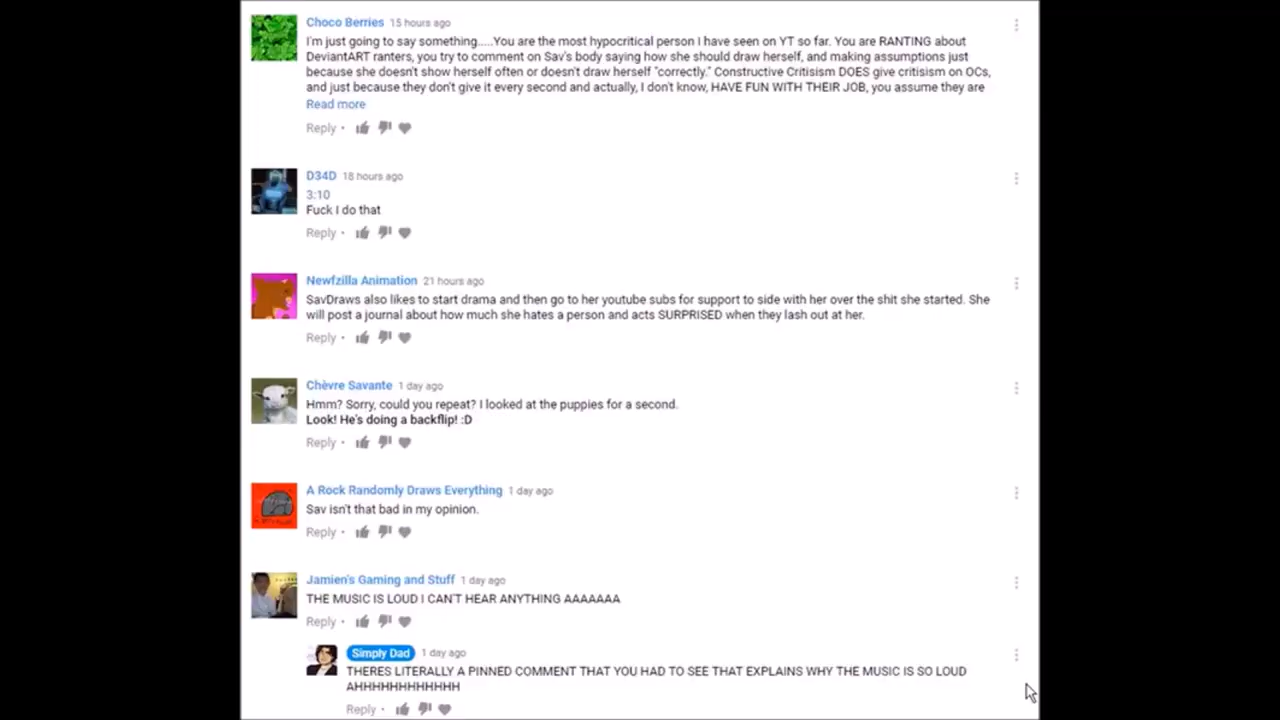 Choco Berries 15 hours ago
I'm just going to say something.....You are the most hypocritical person I have seen on YT so far. You are RANTING about
DeviantART ranters, you try to comment on Sav's body saying how she should draw herself, and making assumptions just
because she doesn't show herself often or doesn't draw herself "correctly." Constructive Critisism DOES give critisism on OCs,
and just because they don't give it every second and actually, I don't know, HAVE FUN WITH THEIR JOB, you assume they are
Read more
Reply •
D34D 18 hours ago
3:10
Fuck I do that
Reply •
Newfzilla Animation 21 hours ago
SavDraws also likes to start drama and then go to her youtube subs for support to side with her over the shit she started. She
will post a journal about how much she hates a person and acts SURPRISED when they lash out at her.
Reply •
Chèvre Savante 1 day ago
Hmm? Sorry, could you repeat? I looked at the puppies for a second.
Look! He's doing a backflip! :D
Reply •
A Rock Randomly Draws Everything 1 day ago
Sav isn't that bad in my opinion.
Reply •
Jamien's Gaming and Stuff 1 day ago
THE MUSIC IS LOUD I CAN'T HEAR ANYTHING AAAAAAA
Reply •
Simply Dad 1 day ago
THERES LITERALLY A PINNED COMMENT THAT YOU HAD TO SEE THAT EXPLAINS WHY THE MUSIC IS SO LOUD
AHHHHHHHHHHHH
Reply •